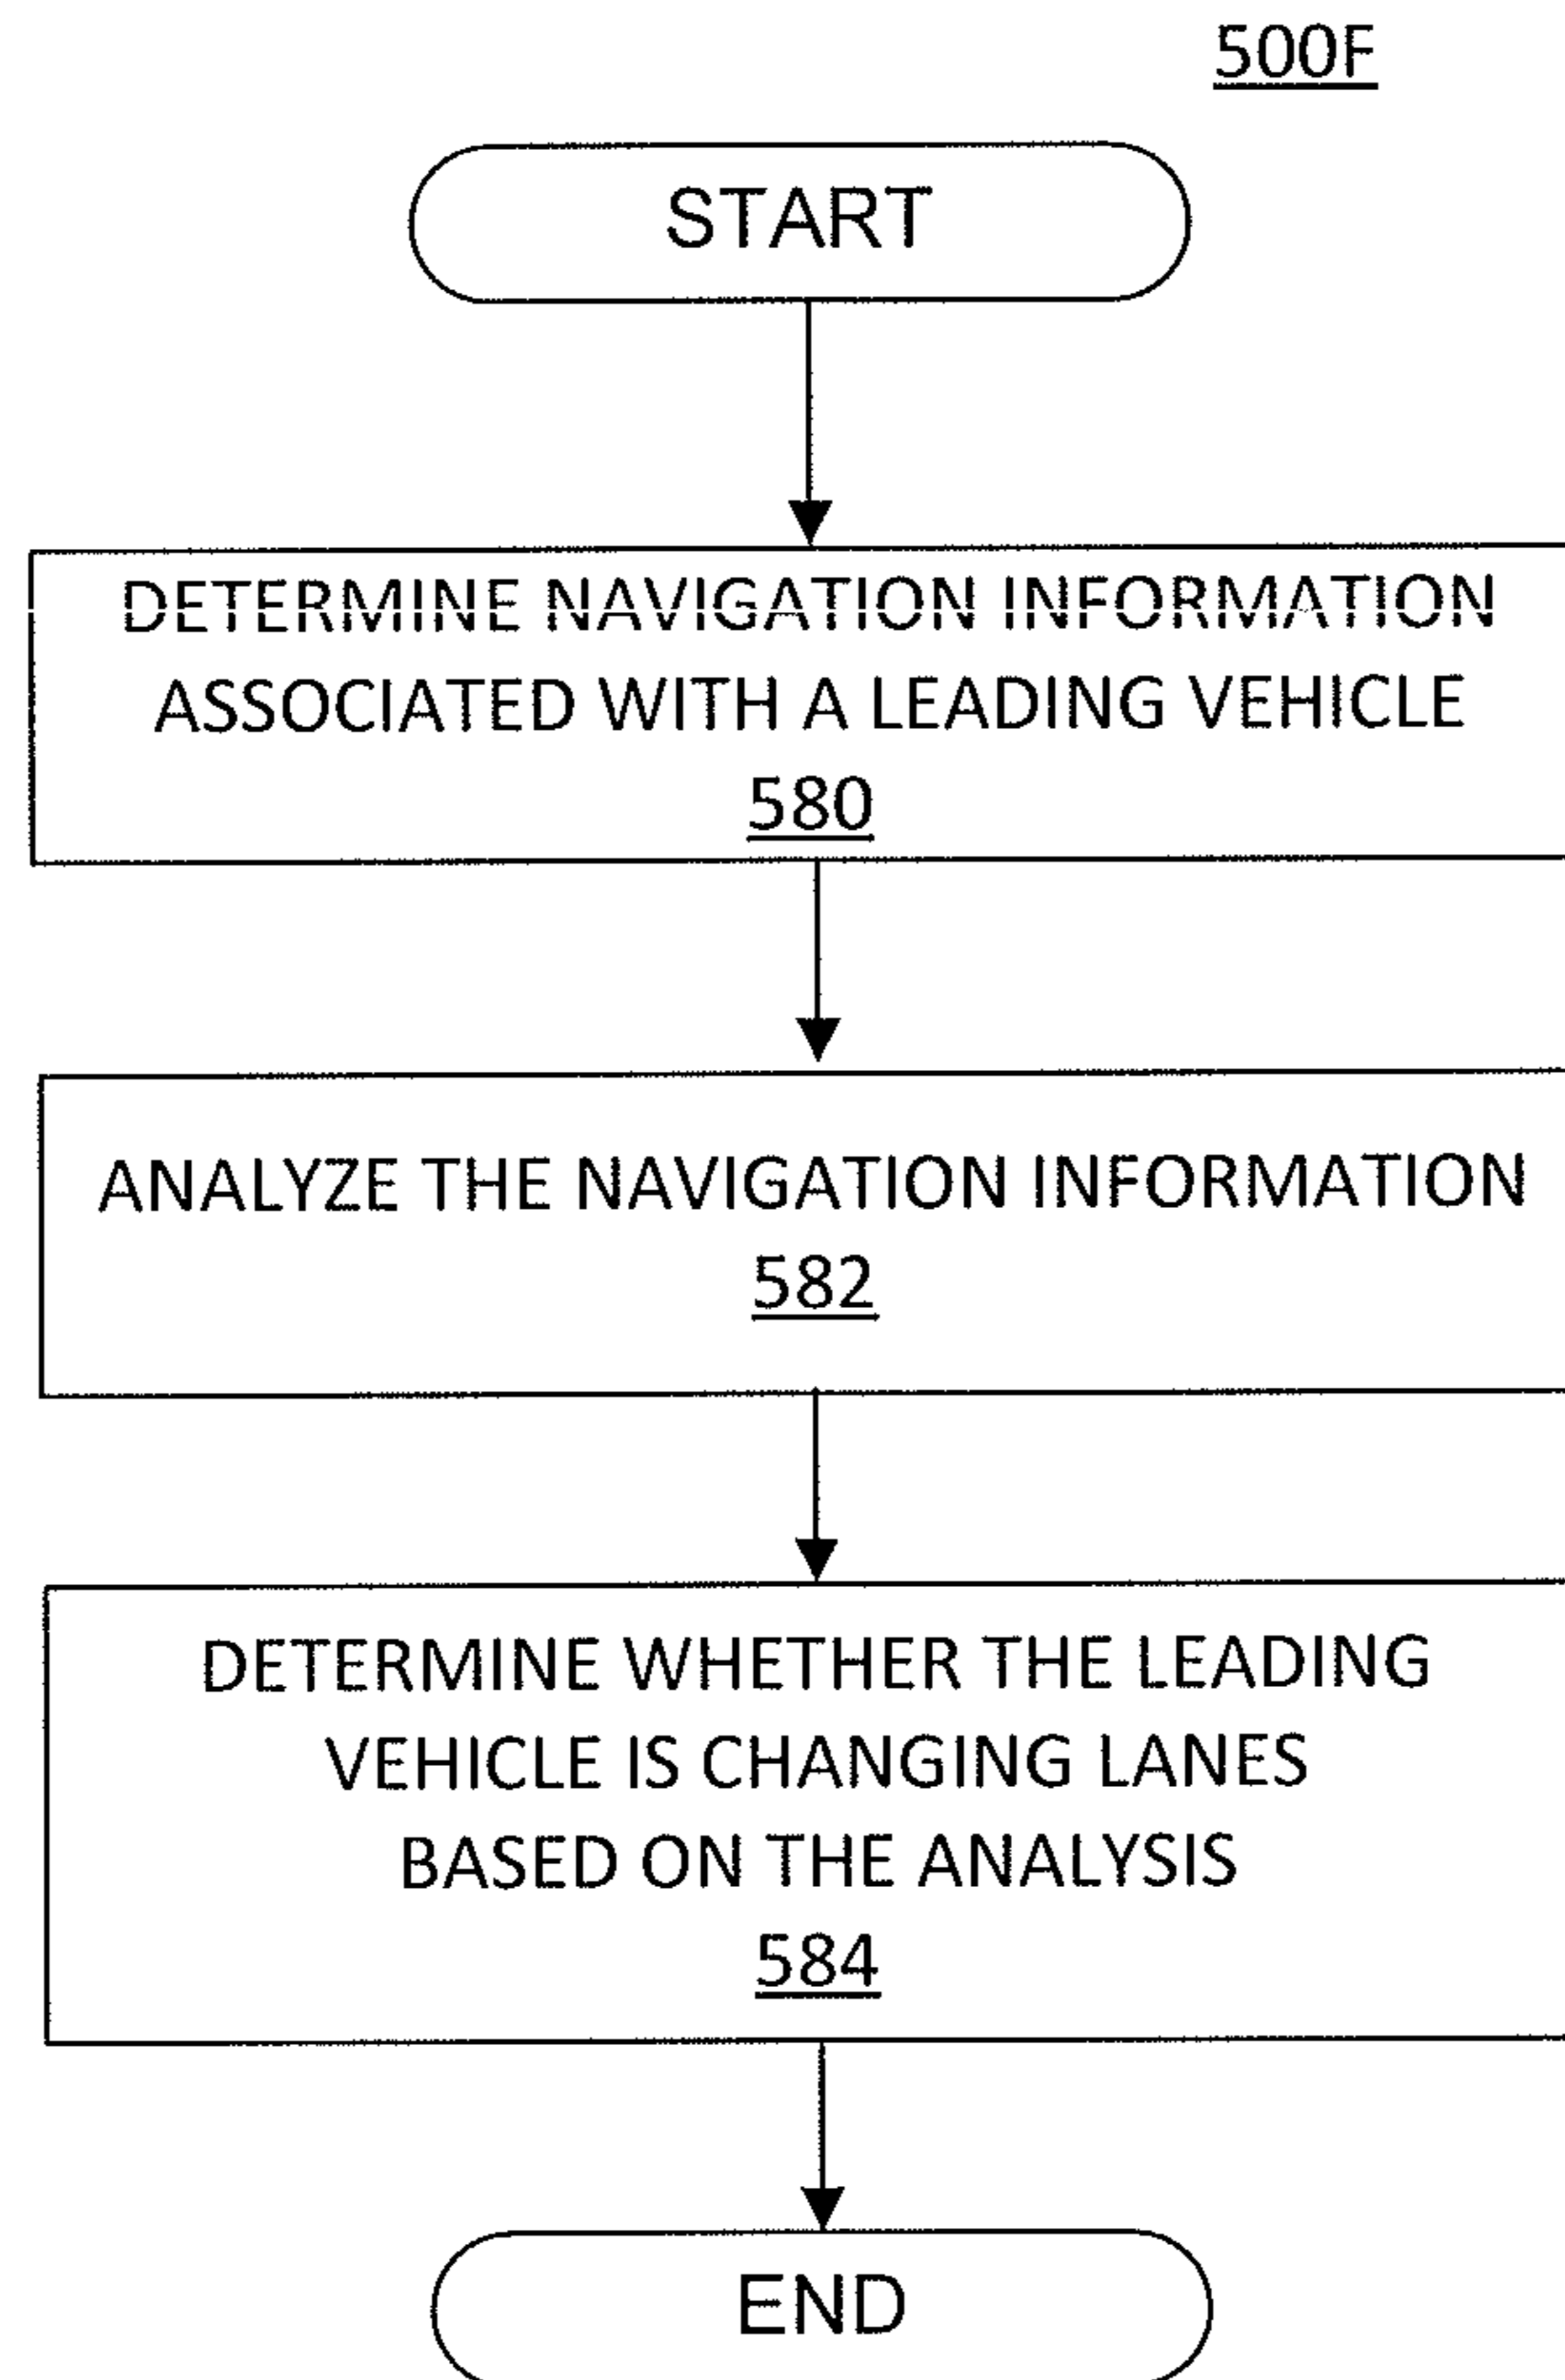 500F
START
DETERMINE NAVIGATION INFORMATION
ASSOCIATED WITH A LEADING VEHICLE
580
ANALYZE THE NAVIGATION INFORMATION
582
DETERMINE WHETHER THE LEADING
VEHICLE IS CHANGING LANES
BASED ON THE ANALYSIS
584
END